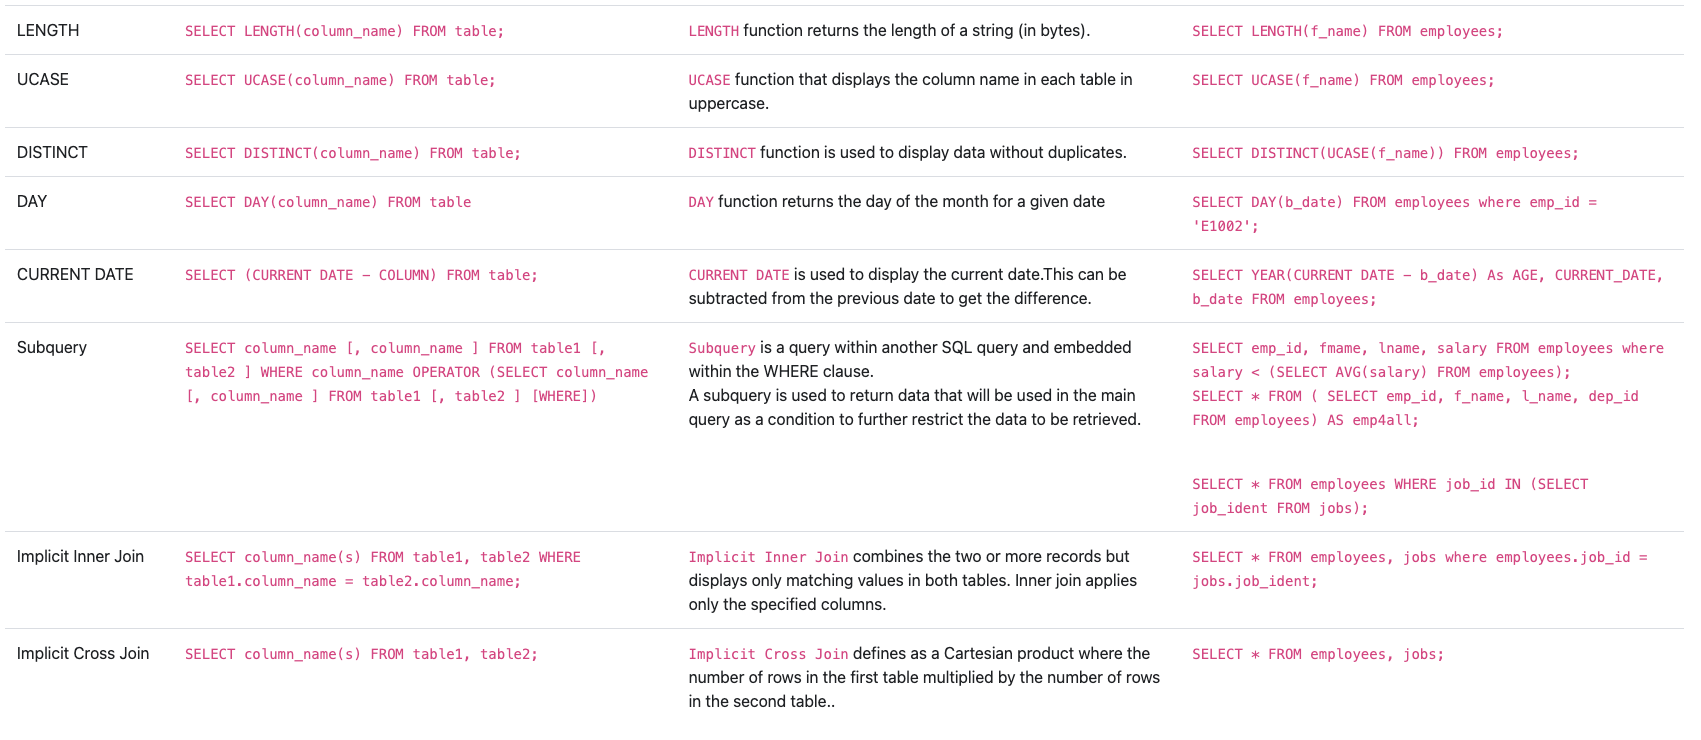 LENGTH
SELECT LENGTH(column_name) FROM table;
LENGTH function returns the length of a string (in bytes).
SELECT LENGTH(f_name) FROM employees;
UCASE
SELECT UCASE(column_name) FROM table;
UCASE function that displays the column name in each table in
uppercase.
SELECT UCASE(f_name) FROM employees;
DISTINCT
SELECT DISTINCT(column_name) FROM table;
DISTINCT function is used to display data without duplicates.
SELECT DISTINCT(UCASE(f_name)) FROM employees;
DAY
SELECT DAY(column_name) FROM table
DAY function returns the day of the month for a given date
SELECT DAY(b_date) FROM employees where emp_id =
'E1002';
CURRENT DATE
SELECT (CURRENT DATE - COLUMN) FROM table;
CURRENT DATE is used to display the current date.This can be
subtracted from the previous date to get the difference.
SELECT YEAR(CURRENT DATE - b_date) As AGE, CURRENT_DATE,
b_date FROM employees;
Subquery
SELECT column_name [, column_name ] FROM table1 [,
table2 ] WHERE column_name OPERATOR (SELECT column_name
[, column_name ] FROM table1 [, table2 ] [WHERE])
Subquery is a query within another SQL query and embedded
within the WHERE clause.
A subquery is used to return data that will be used in the main
query as a condition to further restrict the data to be retrieved.
SELECT emp_id, fmame, lname, salary FROM employees where
salary < (SELECT AVG(salary) FROM employees);
SELECT * FROM ( SELECT emp_id, f_name, l_name, dep_id
FROM employees) AS emp4all;
SELECT * FROM employees WHERE job_id IN (SELECT
job_ident FROM jobs);
Implicit Inner Join
SELECT column_name(s) FROM table1, table2 WHERE
table1.column_name = table2.column_name;
Implicit Inner Join combines the two or more records but
displays only matching values in both tables. Inner join applies
only the specified columns.
SELECT * FROM employees, jobs where employees.job_id =
jobs.job_ident;
Implicit Cross Join
SELECT column_name(s) FROM table1, table2;
Implicit Cross Join defines as a Cartesian product where the
number of rows in the first table multiplied by the number of rows
in the second table..
SELECT * FROM employees, jobs;